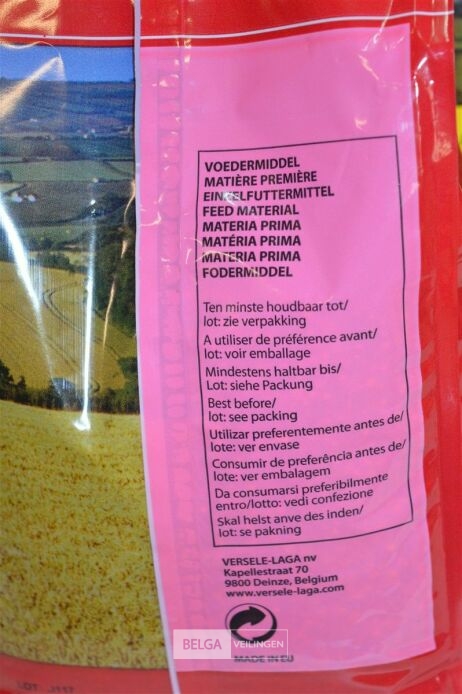 VOEDERMIDDEL
MATIÈRE PREMIÈRE
EINZELFUTTERMITTEL
FEED MATERIAL
MATERIA PRIMA
MATÉRIA PRIMA
MATERIA PRIMA
FODERMIDDEL
Ten minste houdbaar tot/
lot: zie verpakking
A utiliser de préférence avant/
lot: voir emballage
Mindestens haltbar bis/
Lot: siehe Packung
Best before/
lot: see packing
Utilizar preferentemente antes de/
lote: ver envase
Consumir de preferência antes de/
lote: ver embalagem
Da consumarsi preferibilmente
entro/lotto: vedi confezione
Skal helst anve des inden/
lot: se pakning
VERSELE-LAGA nv
Kapellestraat 70
9800 Deinze, Belgium
www.versele-laga.com
BELGA VEILINGEN
MADE IN EU
LOT